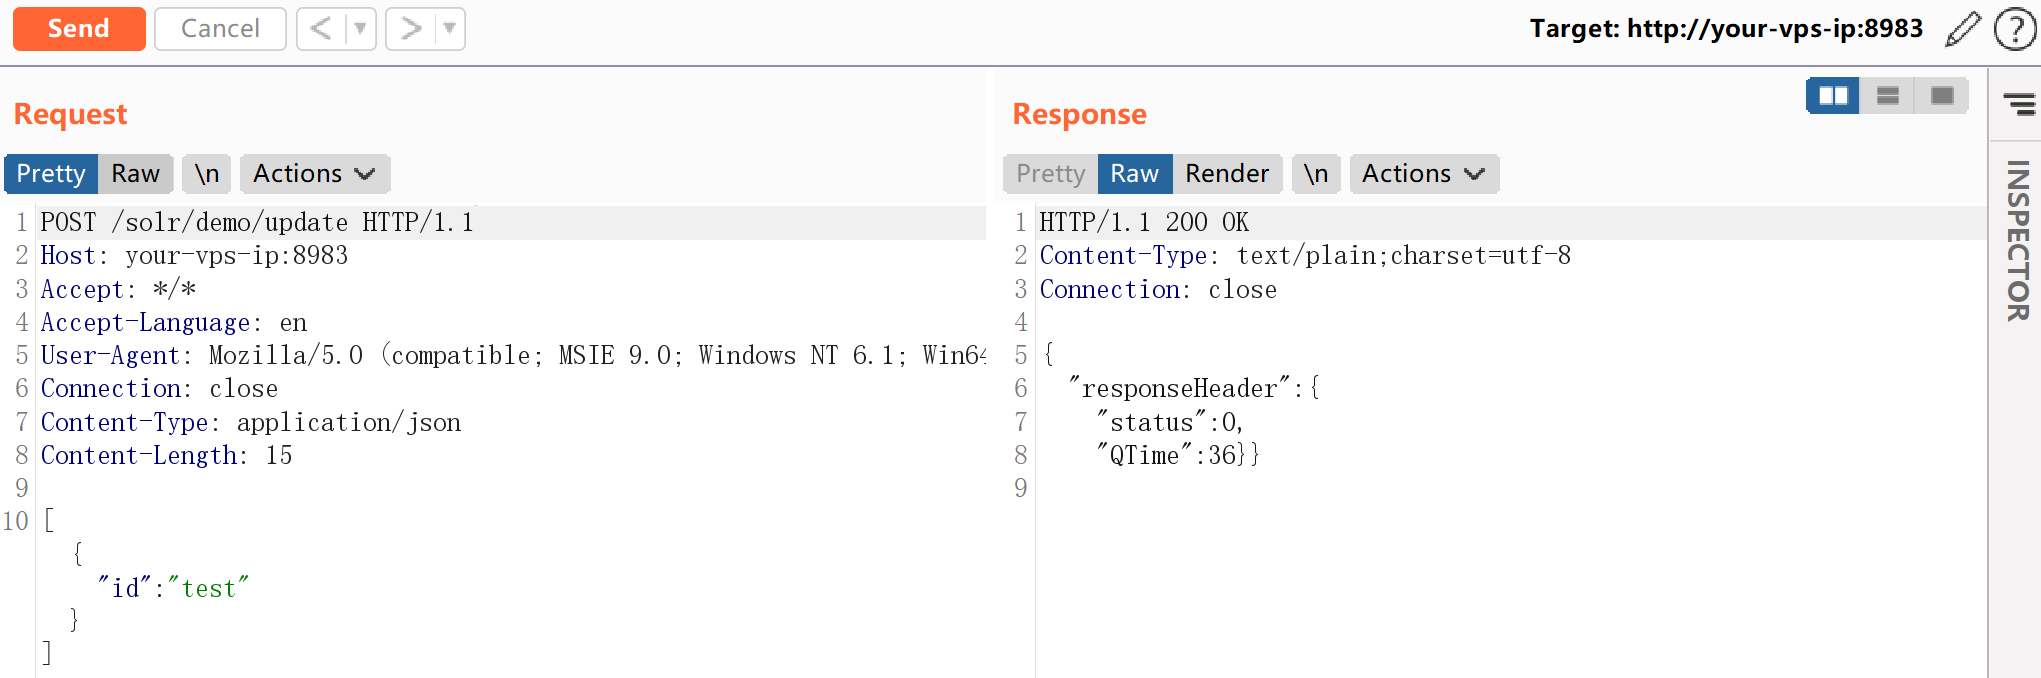 Send Cancel < > Target: http://your-vps-ip:8983 ?
Request
Pretty Raw \n Actions
1 POST /solr/demo/update HTTP/1.1
2 Host: your-vps-ip:8983
3 Accept: */*
4 Accept-Language: en
5 User-Agent: Mozilla/5.0 (compatible; MSIE 9.0; Windows NT 6.1; Win64
6 Connection: close
7 Content-Type: application/json
8 Content-Length: 15
9
10 [
{
"id":"test"
}
]
Response
Pretty Raw Render \n Actions
1 HTTP/1.1 200 OK
2 Content-Type: text/plain;charset=utf-8
3 Connection: close
4
5 {
6 "responseHeader":{
7 "status":0,
8 "QTime":36}}
9
INSPECTOR